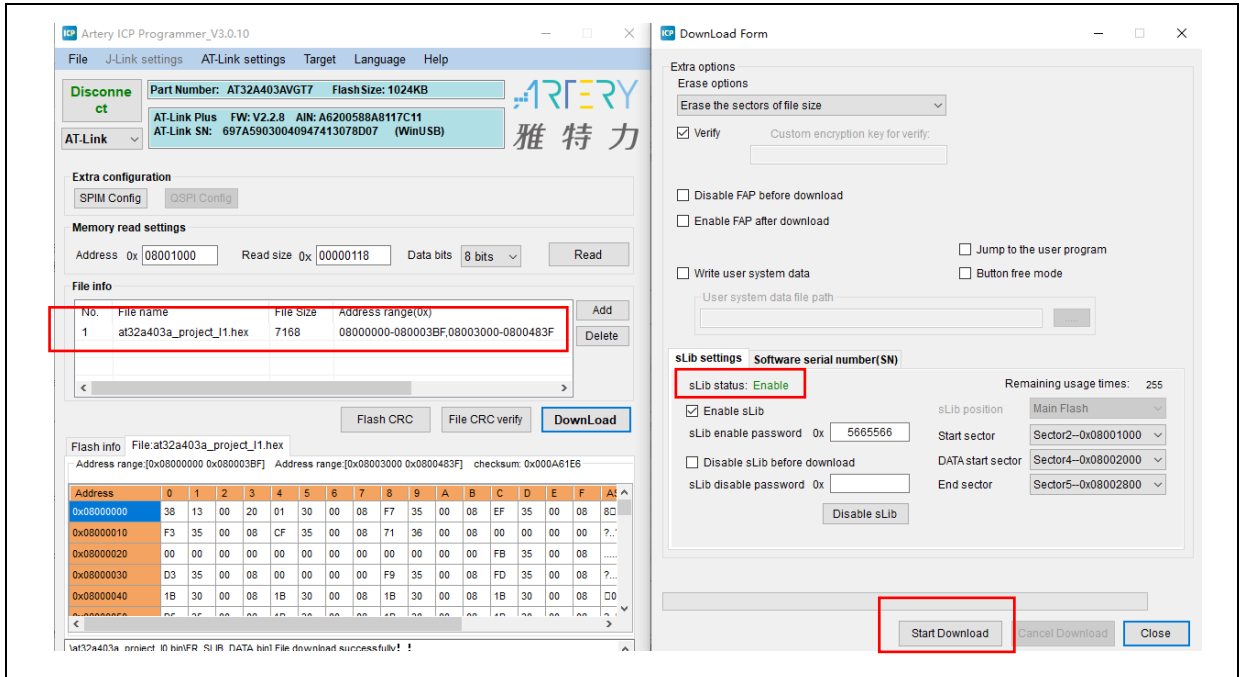 Artery ICP Programmer_V3.0.10
File J-Link settings AT-Link settings Target Language Help
Disconne
ct
Part Number: AT32A403AVGT7 FlashSize: 1024KB
AT-Link Plus FW: V2.2.8 AIN: A6200588A8117C11
AT-Link SN: 697A59030040947413078D07 (WinUSB)
AT-Link
ARTERY
雅特力
Extra configuration
SPIM Config QSPI Config
Memory read settings
Address 0x 08001000 Read size 0x 00000118 Data bits 8 bits Read
File info
No. File name File Size Address range(0x)
1 at32a403a_project_l1.hex 7168 08000000-080003BF,08003000-0800483F
Add
Delete
Flash CRC File CRC verify DownLoad
Flash info File:at32a403a_project_l1.hex
Address range:[0x08000000 0x080003BF] Address range:[0x08003000 0x0800483F] checksum: 0x000A61E6
Address 0 1 2 3 4 5 6 7 8 9 A B C D E F
0x08000000 38 13 00 20 01 30 00 08 F7 35 00 08 EF 35 00 08 8
0x08000010 F3 35 00 08 CF 35 00 08 71 36 00 08 00 00 00 00 ?..
0x08000020 00 00 00 00 00 00 00 00 00 00 00 00 FB 35 00 08 .....
0x08000030 D3 35 00 08 00 00 00 00 F9 35 00 08 FD 35 00 08 ?...
0x08000040 1B 30 00 08 1B 30 00 08 1B 30 00 08 1B 30 00 08
\at32a403a_project_l0.bin\ER_SLIB_DATA.bin] File download successfully! !
DownLoad Form
Extra options
Erase options
Erase the sectors of file size
Verify Custom encryption key for verify:
Disable FAP before download
Enable FAP after download
Jump to the user program
Write user system data Button free mode
User system data file path
...
sLib settings Software serial number(SN)
sLib status: Enable Remaining usage times: 255
Enable sLib sLib position Main Flash
sLib enable password 0x 5665566 Start sector Sector2--0x08001000
Disable sLib before download DATA start sector Sector4--0x08002000
sLib disable password 0x End sector Sector5--0x08002800
Disable sLib
Start Download Cancel Download Close